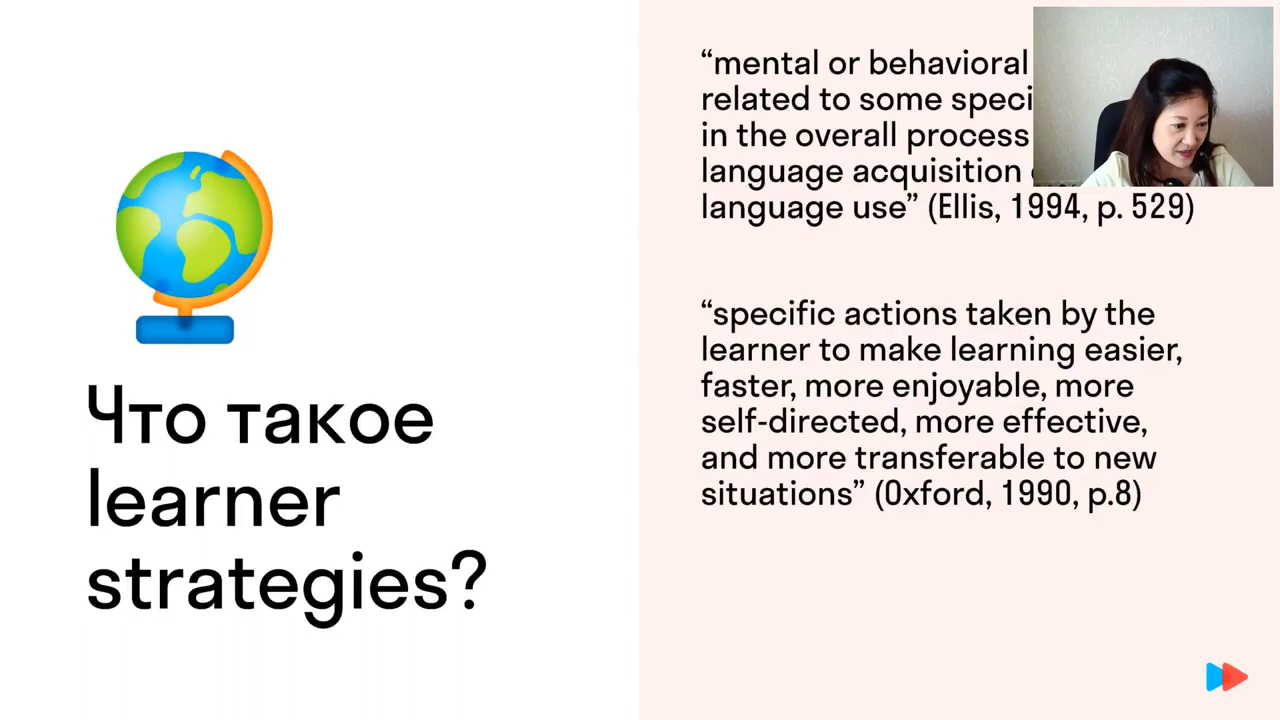 Что такое
learner
strategies?
“mental or behavioral
related to some speci
in the overall process
language acquisition
language use” (Ellis, 1994, p. 529)
“specific actions taken by the
learner to make learning easier,
faster, more enjoyable, more
self-directed, more effective,
and more transferable to new
situations” (Oxford, 1990, p.8)